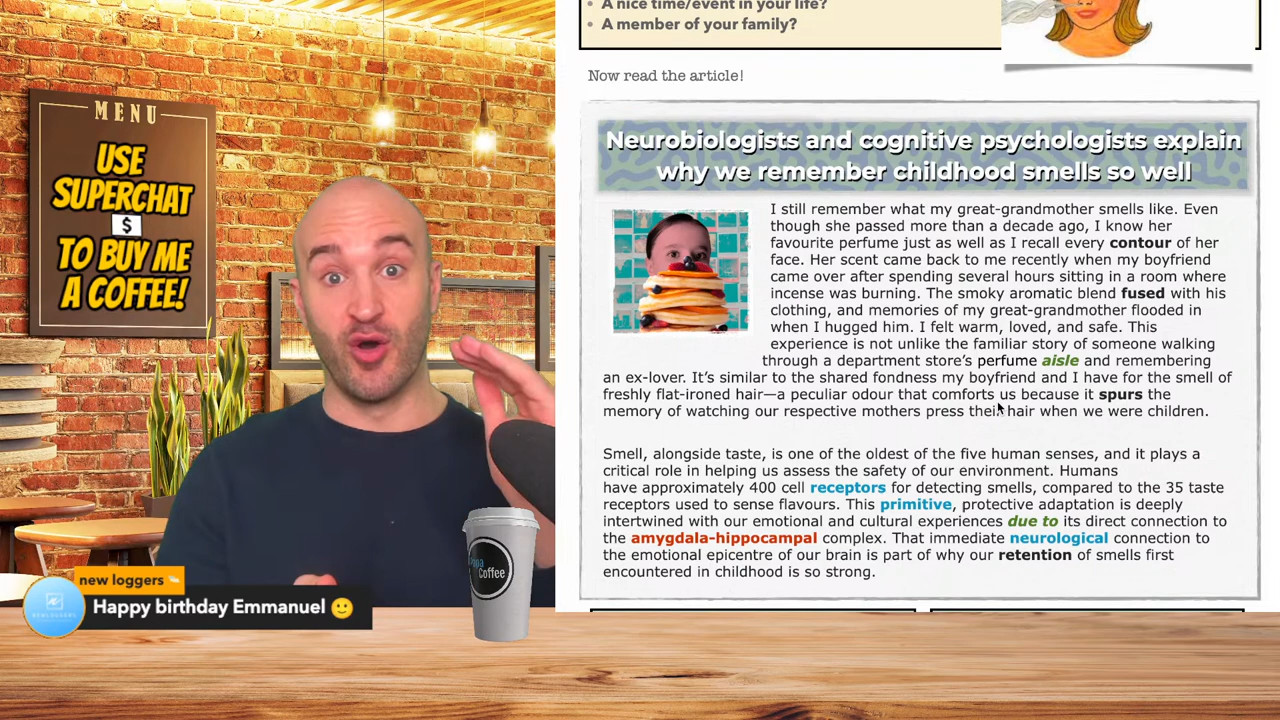 MENU
USE
SUPERCHAT
$
TO BUY ME
A COFFEE!
A nice time/event in your life?
A member of your family?
Now read the article!
Neurobiologists and cognitive psychologists explain
why we remember childhood smells so well
I still remember what my great-grandmother smells like. Even
though she passed more than a decade ago, I know her
favourite perfume just as well as I recall every contour of her
face. Her scent came back to me recently when my boyfriend
came over after spending several hours sitting in a room where
incense was burning. The smoky aromatic blend fused with his
clothing, and memories of my great-grandmother flooded in
when I hugged him. I felt warm, loved, and safe. This
experience is not unlike the familiar story of someone walking
through a department store's perfume aisle and remembering
an ex-lover. It's similar to the shared fondness my boyfriend and I have for the smell of
freshly flat-ironed hair—a peculiar odour that comforts us because it spurs the
memory of watching our respective mothers press their hair when we were children.
Smell, alongside taste, is one of the oldest of the five human senses, and it plays a
critical role in helping us assess the safety of our environment. Humans
have approximately 400 cell receptors for detecting smells, compared to the 35 taste
receptors used to sense flavours. This primitive, protective adaptation is deeply
intertwined with our emotional and cultural experiences due to its direct connection to
the amygdala-hippocampal complex. That immediate neurological connection to
the emotional epicentre of our brain is part of why our retention of smells first
encountered in childhood is so strong.
Coffee
new loggers
Happy birthday Emmanuel 🙂